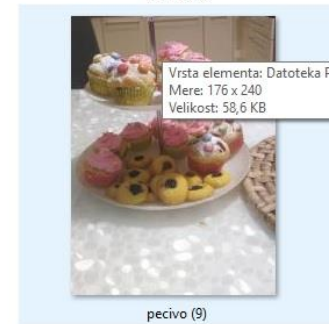 Vrsta elementa: Datoteka P
Mere: 176 x 240
Velikost: 58,6 KB
pecivo (9)